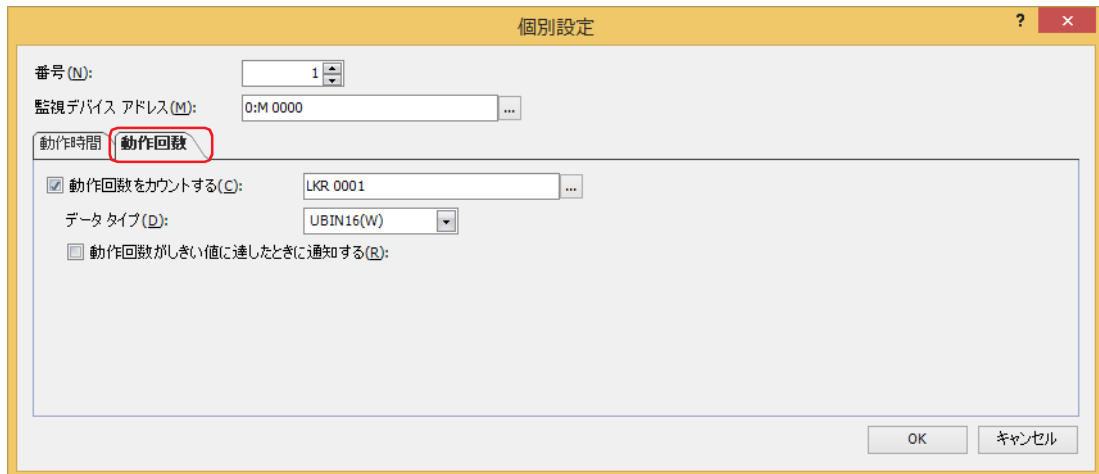 個別設定
? ×
番号(N): 1
監視デバイス アドレス(M): 0:M 0000 ...
動作時間 動作回数
動作回数をカウントする(C): LKR 0001 ...
データ タイプ(D): UBIN16(W)
動作回数がしきい値に達したときに通知する(R):
OK キャンセル